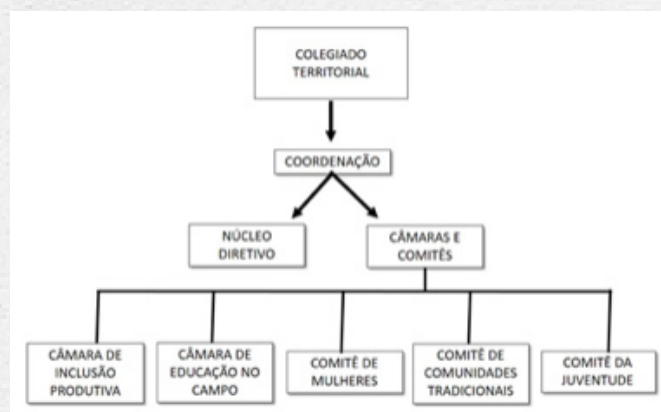 COLEGIADO
TERRITORIAL
COORDENAÇÃO
NÚCLEO
DIRETIVO
CÂMARAS E
COMITÊS
CÂMARA DE
INCLUSÃO
PRODUTIVA
CÂMARA DE
EDUCAÇÃO NO
CAMPO
COMITÊ DE
MULHERES
COMITÊ DE
COMUNIDADES
TRADICIONAIS
COMITÊ DA
JUVENTUDE